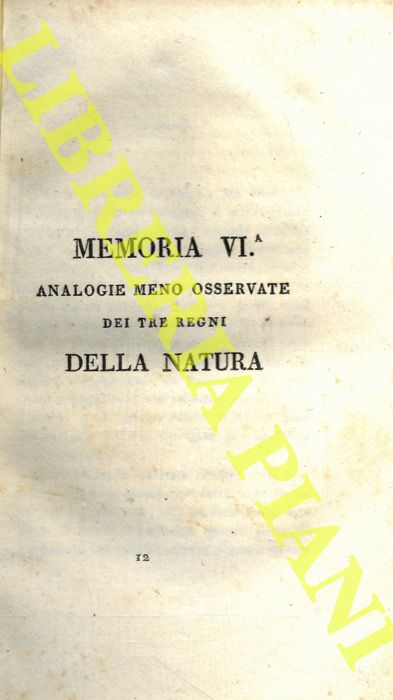 MEMORIA VI.ᴬ
ANALOGIE MENO OSSERVATE
DEI TRE REGNI
DELLA NATURA
12
LIBRERIA PIANI